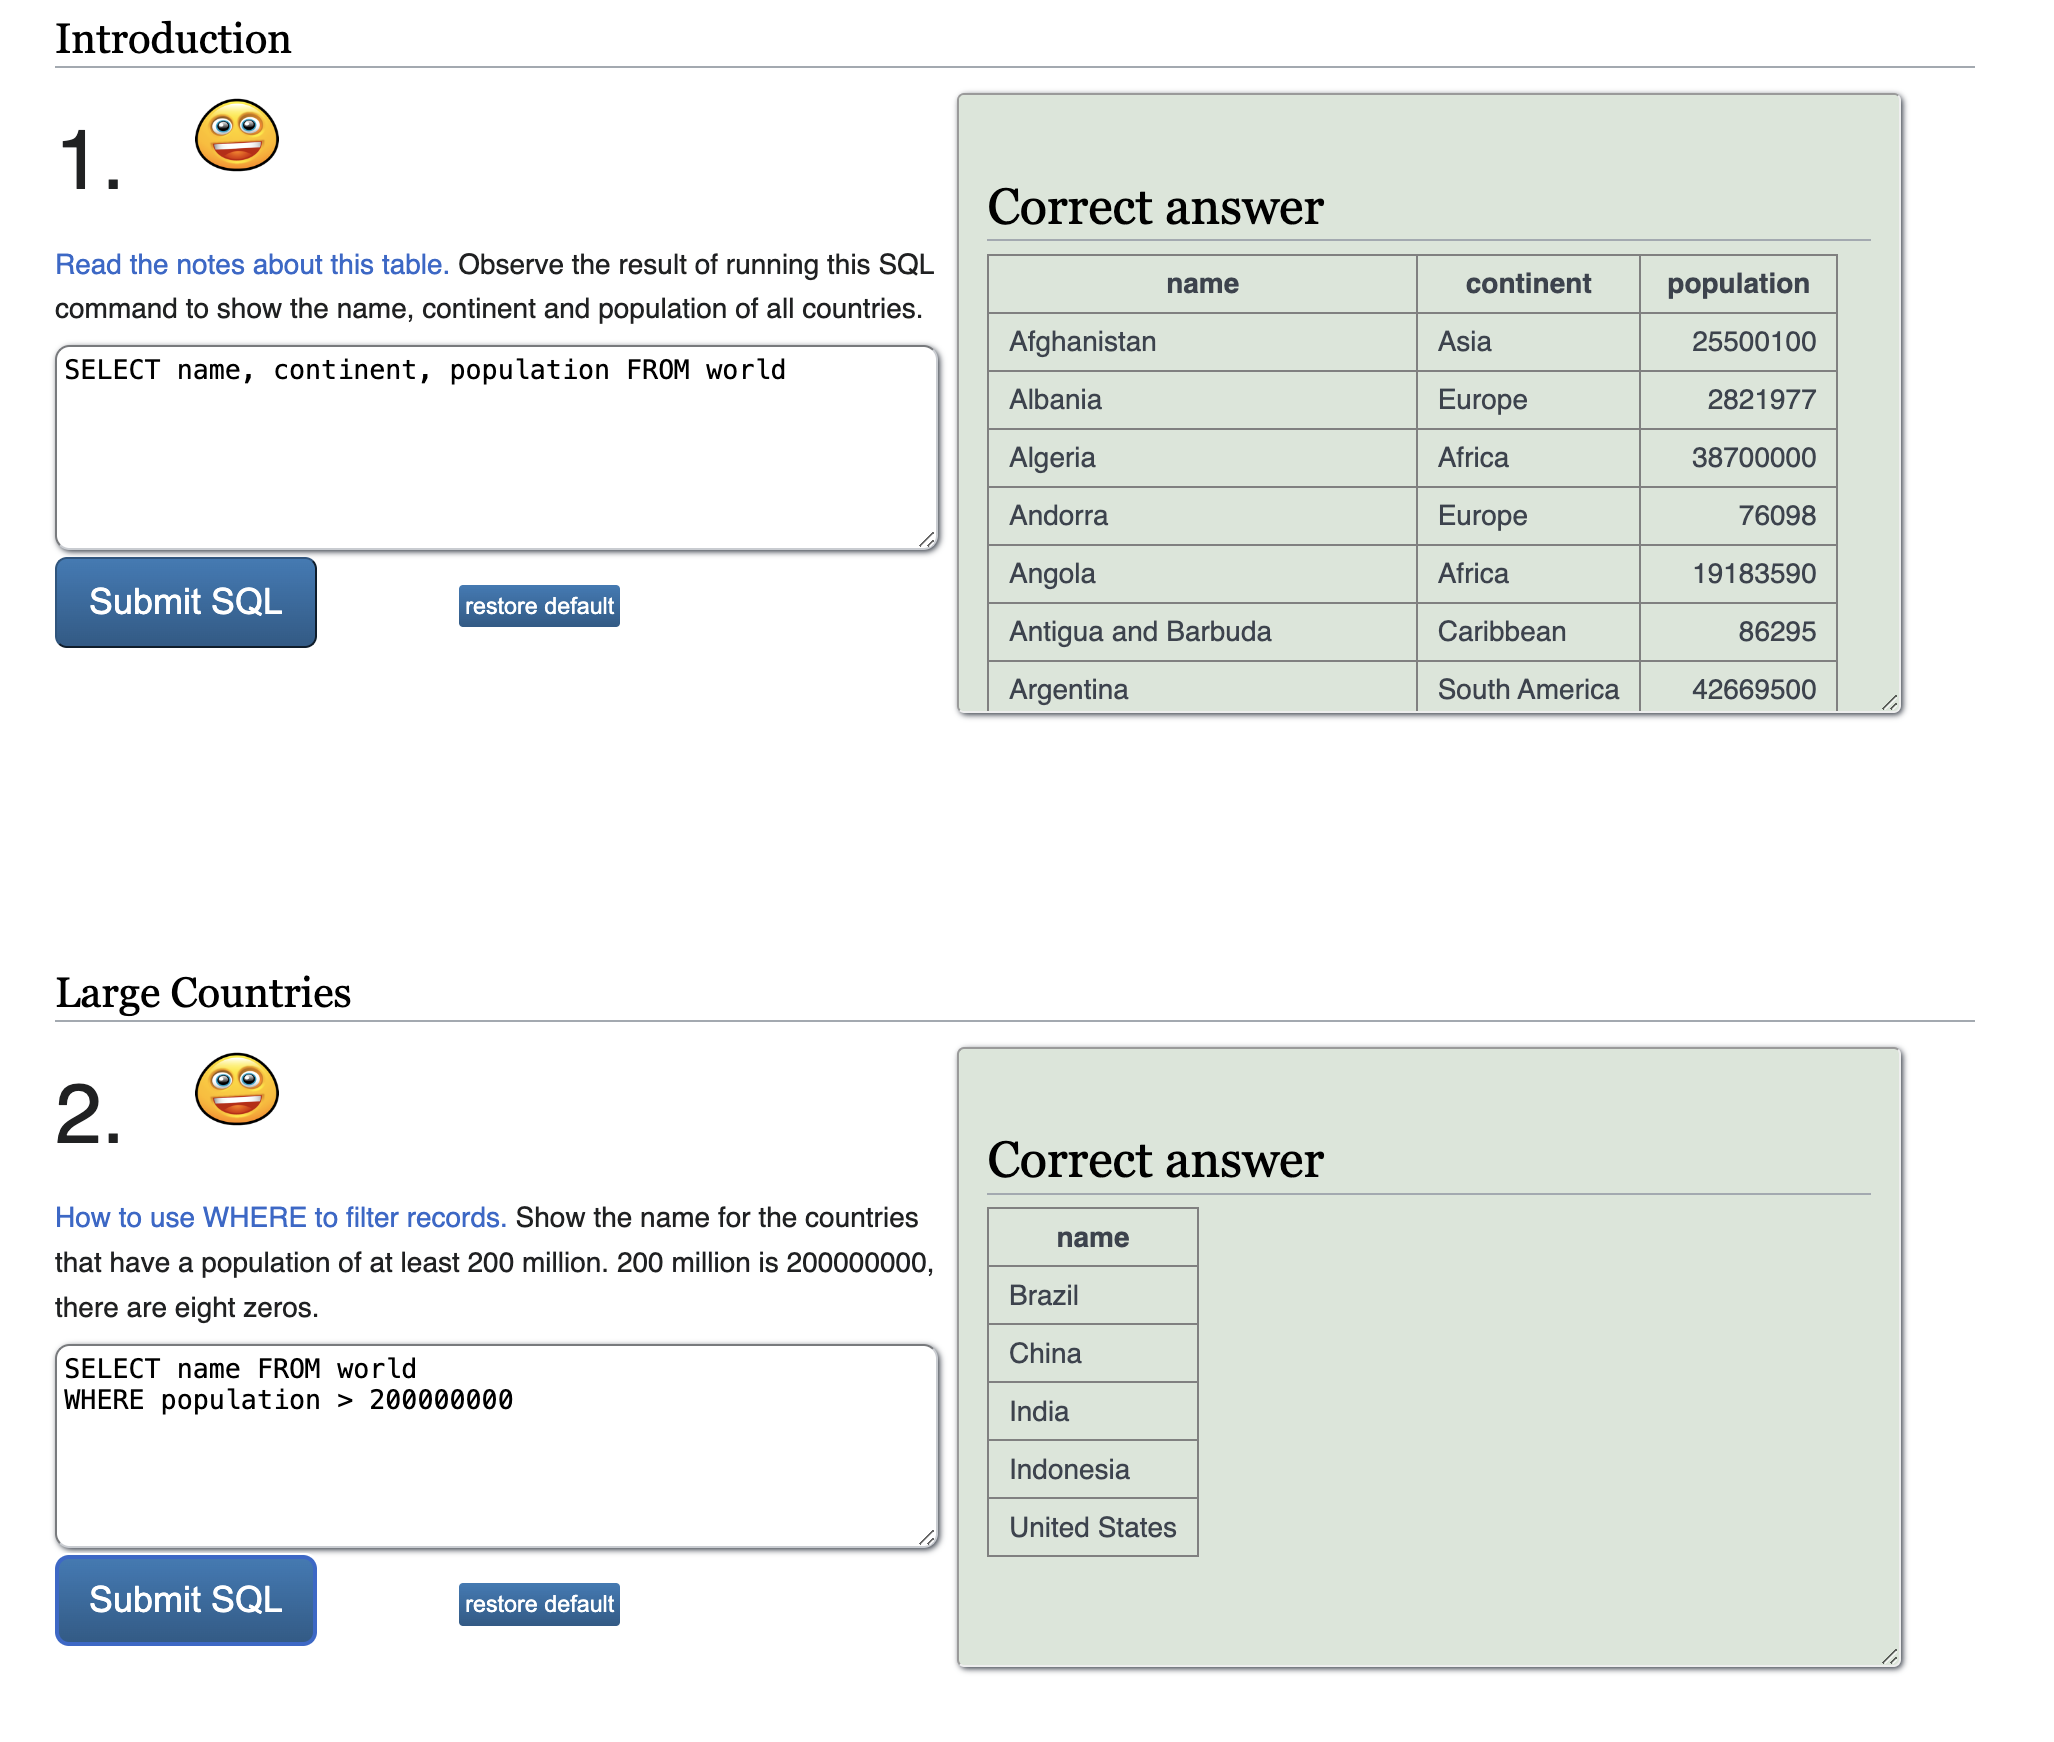 Introduction
1.
Read the notes about this table. Observe the result of running this SQL
command to show the name, continent and population of all countries.
SELECT name, continent, population FROM world
Submit SQL
restore default
Correct answer
name continent population
Afghanistan Asia 25500100
Albania Europe 2821977
Algeria Africa 38700000
Andorra Europe 76098
Angola Africa 19183590
Antigua and Barbuda Caribbean 86295
Argentina South America 42669500
Large Countries
2.
How to use WHERE to filter records. Show the name for the countries
that have a population of at least 200 million. 200 million is 200000000,
there are eight zeros.
SELECT name FROM world
WHERE population > 200000000
Submit SQL
restore default
Correct answer
name
Brazil
China
India
Indonesia
United States